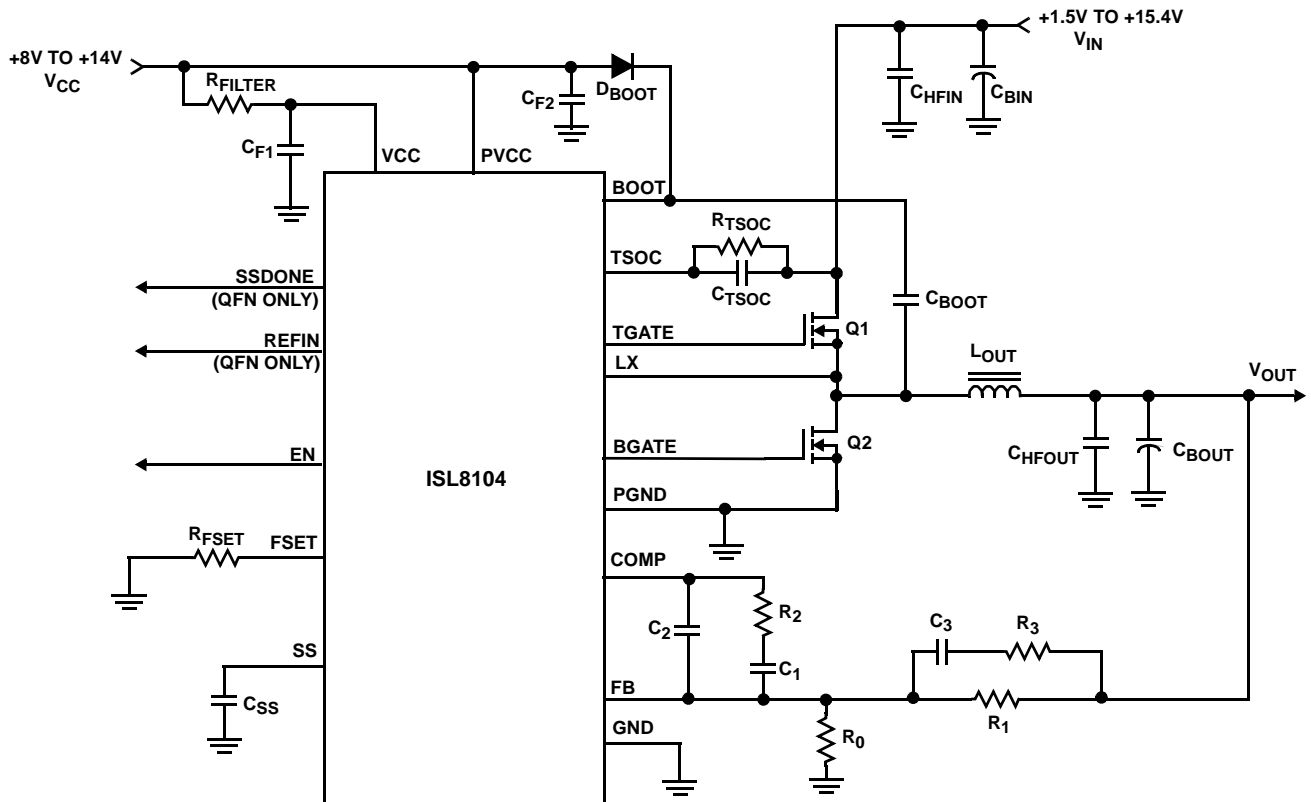 +1.5V TO +15.4V
VIN
+8V TO +14V
VCC
RFILTER
CF1
CF2
DBOOT
CHFIN
CBIN
VCC
PVCC
BOOT
RTSOC
TSOC
CTSOC
CBOOT
SSDONE
(QFN ONLY)
REFIN
(QFN ONLY)
TGATE
Q1
LX
LOUT
VOUT
EN
BGATE
Q2
CHFOUT
CBOUT
ISL8104
PGND
RFSET
FSET
COMP
C2
R2
C1
C3
R3
SS
CSS
FB
R1
GND
R0